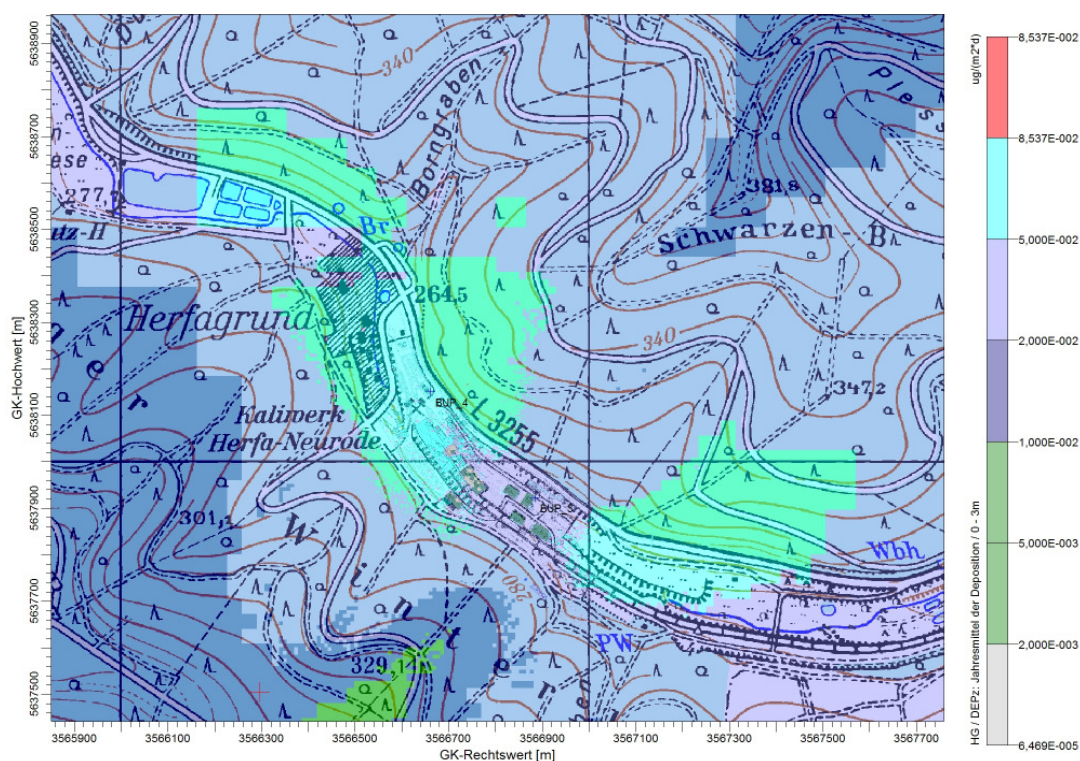 5638900
5638700
5638500
5638300
5638100
5637900
5637700
5637500
GK-Hochwert [m]
340
Borngraben
ese
277,
utz-H
Br
381,8
Schwarzen - B
264,5
Herfagrund
340
347,2
BUP_4
L 3255
Kaliwerk
Herfa-Neurode
301,
W i n t e r
280
Wbh
PW
329,1
3565900
3566100
3566300
3566500
3566700
3566900
3567100
3567300
3567500
3567700
GK-Rechtswert [m]
ug/(m2*d)
8,537E-002
8,537E-002
5,000E-002
2,000E-002
1,000E-002
5,000E-003
2,000E-003
6,469E-005
HG / DEPz: Jahresmittel der Deposition / 0 - 3m